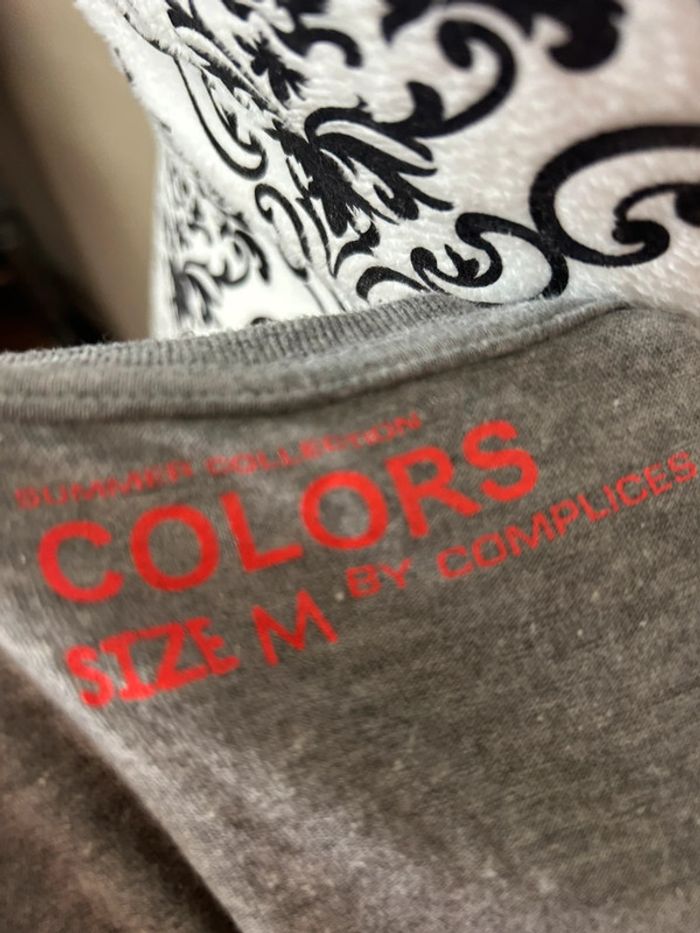 SUMMER COLLECTION
COLORS
BY COMPLICES
SIZE M